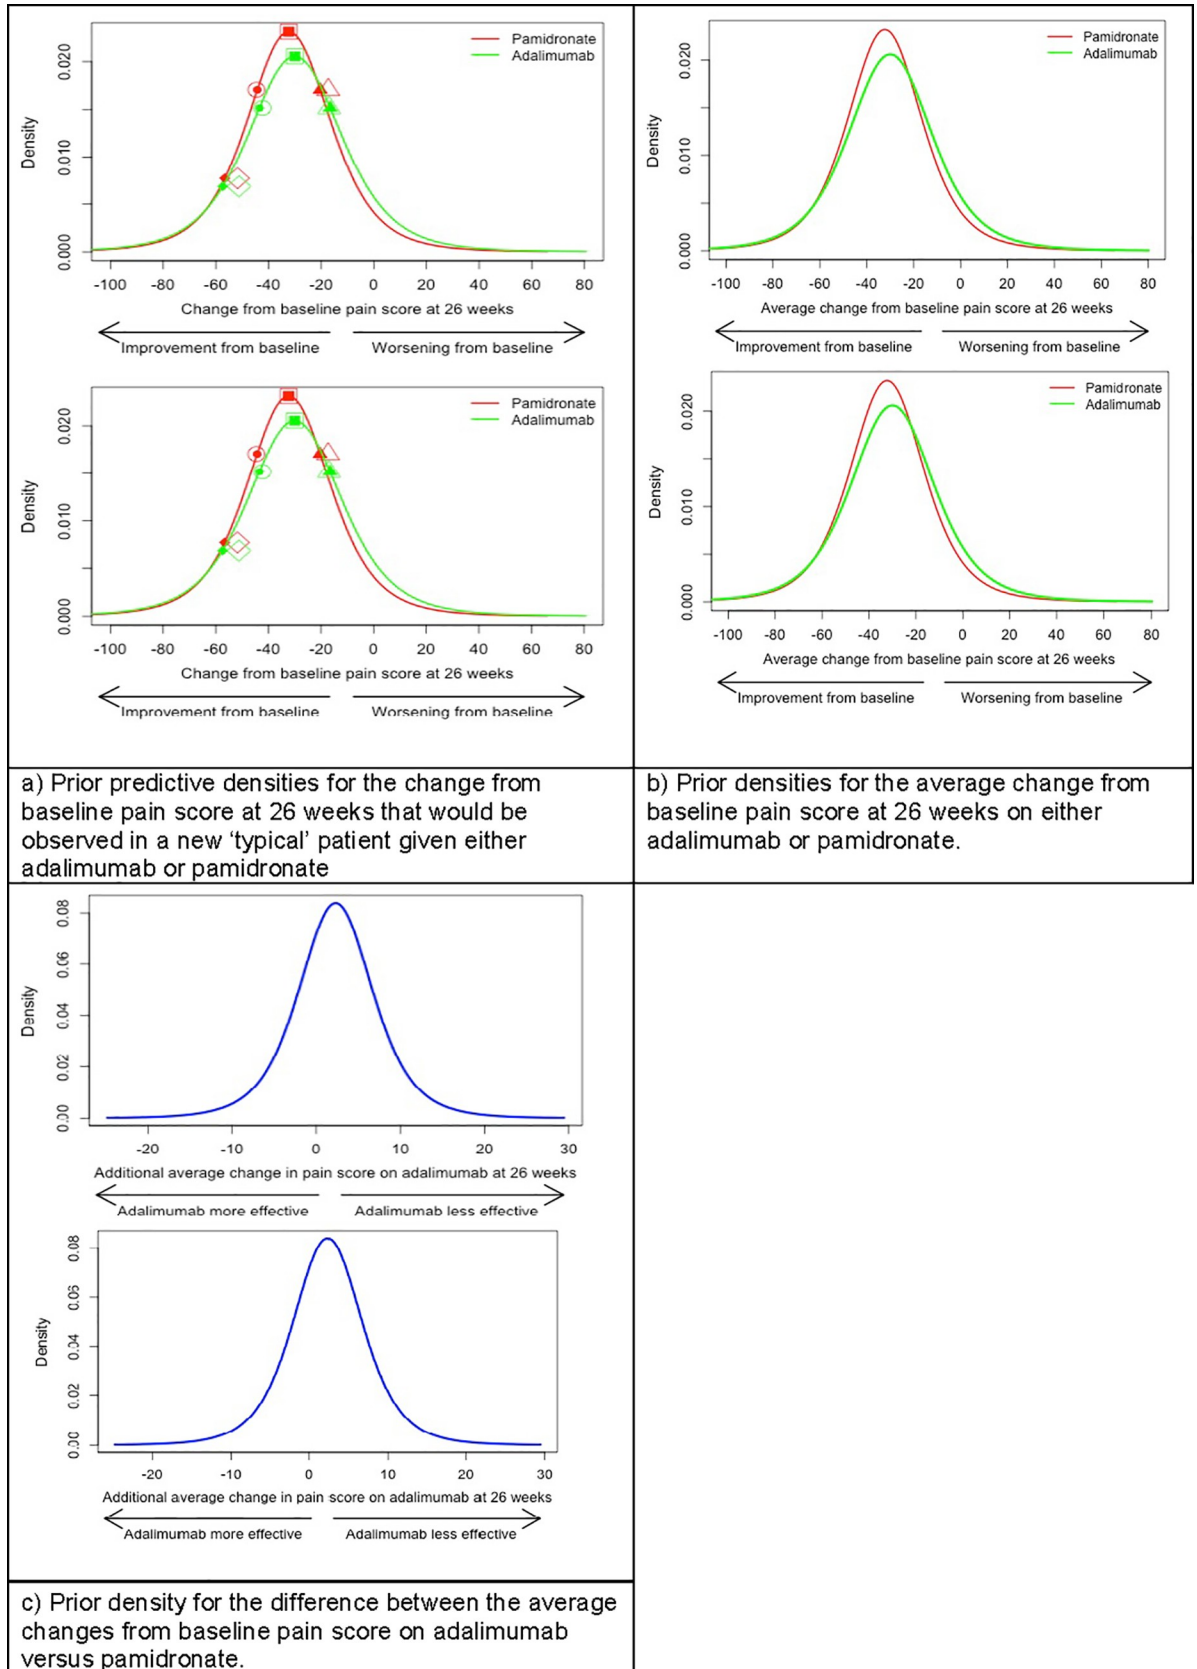 Pamidronate
Adalimumab
Density
0.000 0.010 0.020
-100 -80 -60 -40 -20 0 20 40 60 80
Change from baseline pain score at 26 weeks
Improvement from baseline Worsening from baseline
Pamidronate
Adalimumab
Density
0.000 0.010 0.020
-100 -80 -60 -40 -20 0 20 40 60 80
Change from baseline pain score at 26 weeks
Improvement from baseline Worsening from baseline
Pamidronate
Adalimumab
Density
0.000 0.010 0.020
-100 -80 -60 -40 -20 0 20 40 60 80
Average change from baseline pain score at 26 weeks
Improvement from baseline Worsening from baseline
Pamidronate
Adalimumab
Density
0.000 0.010 0.020
-100 -80 -60 -40 -20 0 20 40 60 80
Average change from baseline pain score at 26 weeks
Improvement from baseline Worsening from baseline
a) Prior predictive densities for the change from
baseline pain score at 26 weeks that would be
observed in a new ‘typical’ patient given either
adalimumab or pamidronate
b) Prior densities for the average change from
baseline pain score at 26 weeks on either
adalimumab or pamidronate.
Density
0.00 0.02 0.04 0.06 0.08
-20 -10 0 10 20 30
Additional average change in pain score on adalimumab at 26 weeks
Adalimumab more effective Adalimumab less effective
Density
0.00 0.02 0.04 0.06 0.08
-20 -10 0 10 20 30
Additional average change in pain score on adalimumab at 26 weeks
Adalimumab more effective Adalimumab less effective
c) Prior density for the difference between the average
changes from baseline pain score on adalimumab
versus pamidronate.